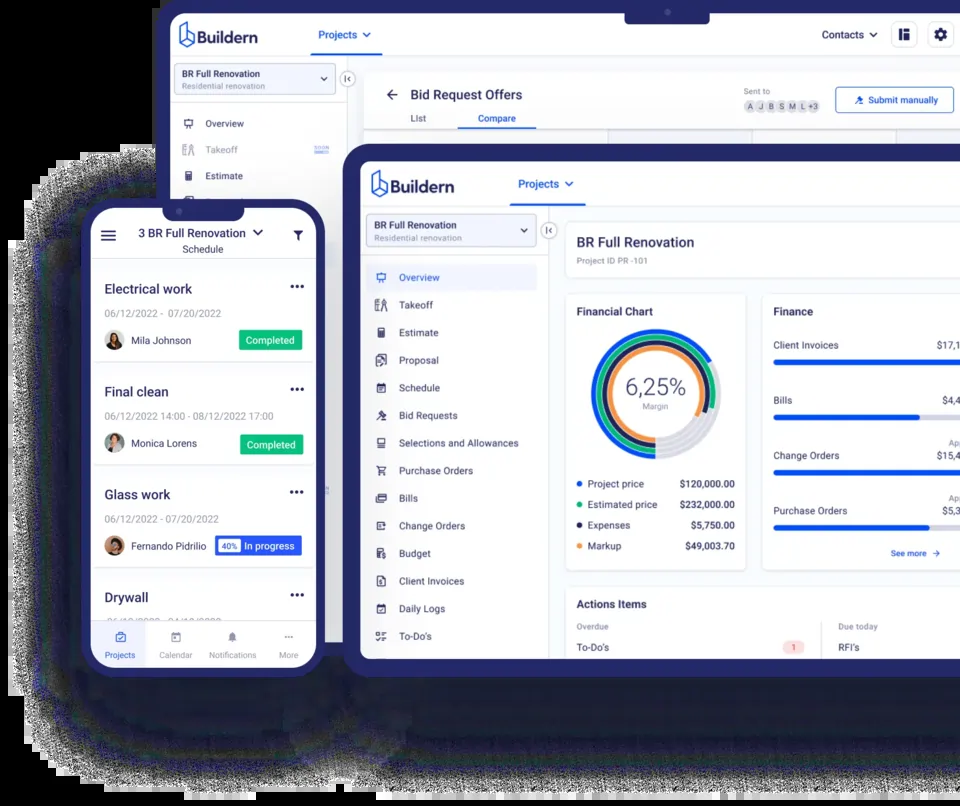 Buildern
Projects
Contacts
BR Full Renovation
Residential renovation
Bid Request Offers
Sent to
A J B S M L +3
Submit manually
List
Compare
Overview
Takeoff
SOON
Estimate
Buildern
Projects
BR Full Renovation
Residential renovation
Overview
Takeoff
Estimate
Proposal
Schedule
Bid Requests
Selections and Allowances
Purchase Orders
Bills
Change Orders
Budget
Client Invoices
Daily Logs
To-Do's
BR Full Renovation
Project ID PR -101
Financial Chart
6,25%
Margin
Project price $120,000.00
Estimated price $232,000.00
Expenses $5,750.00
Markup $49,003.70
Finance
Client Invoices $17,1
Bills $4,4
Change Orders $15,4
Purchase Orders $5,3
See more
Actions Items
Overdue
To-Do's 1
Due today
RFI's
3 BR Full Renovation
Schedule
Electrical work
06/12/2022 - 07/20/2022
Mila Johnson Completed
Final clean
06/12/2022 14:00 - 08/12/2022 17:00
Monica Lorens Completed
Glass work
06/12/2022 - 07/20/2022
Fernando Pidrilio 40% In progress
Drywall
Projects
Calendar
Notifications
More